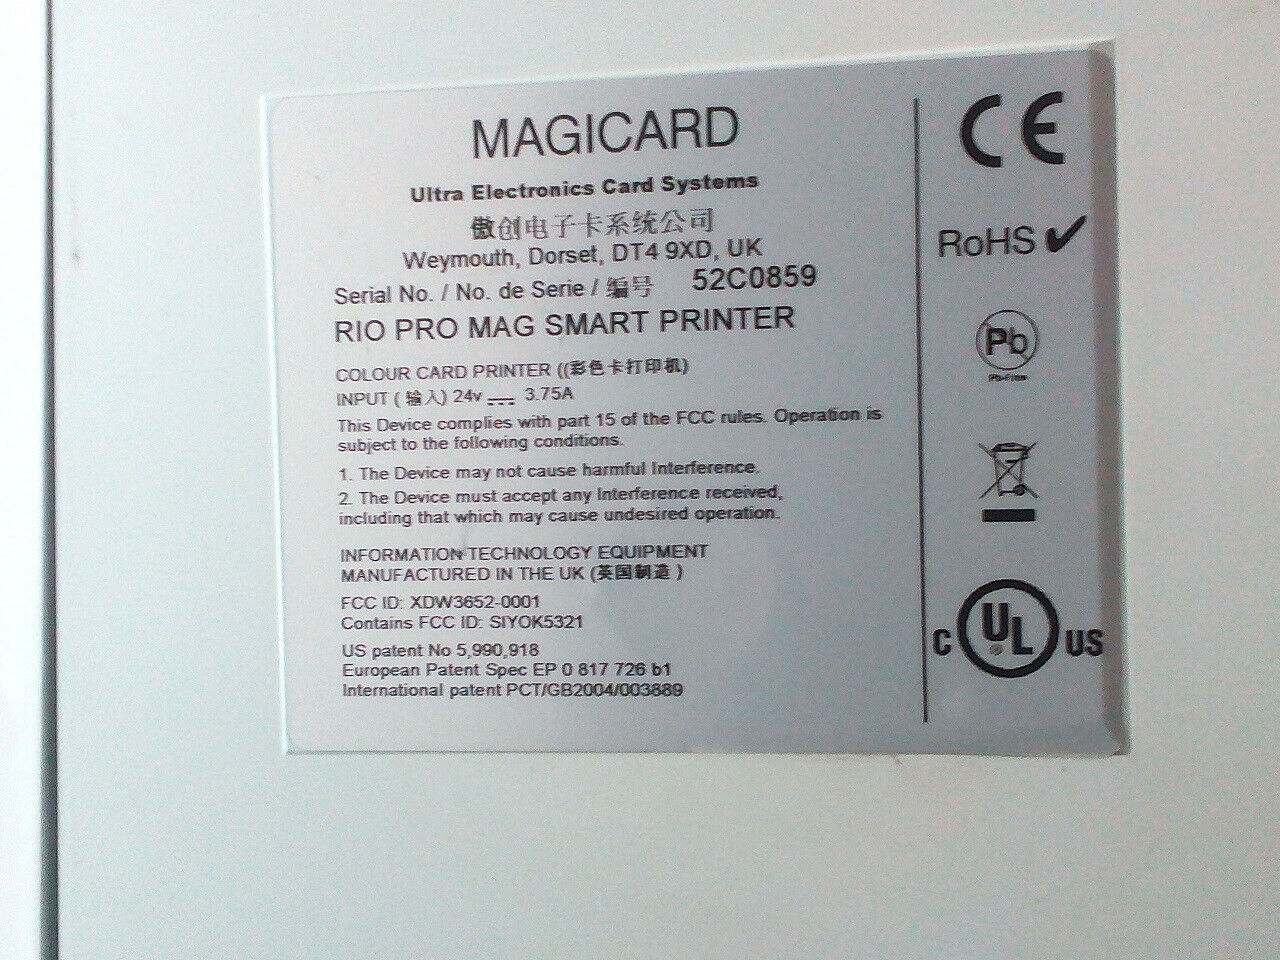 MAGICARD
Ultra Electronics Card Systems
傲创电子卡系统公司
Weymouth, Dorset, DT4 9XD, UK
Serial No. / No. de Serie / 编号 52C0859
RIO PRO MAG SMART PRINTER
COLOUR CARD PRINTER ((彩色卡打印机)
INPUT ( 输入) 24v 3.75A
This Device complies with part 15 of the FCC rules. Operation is
subject to the following conditions.
1. The Device may not cause harmful Interference.
2. The Device must accept any Interference received,
including that which may cause undesired operation.
INFORMATION TECHNOLOGY EQUIPMENT
MANUFACTURED IN THE UK (英国制造 )
FCC ID: XDW3652-0001
Contains FCC ID: SIYOK5321
US patent No 5,990,918
European Patent Spec EP 0 817 726 b1
International patent PCT/GB2004/003889
CE
RoHS ✓
Pb
Pb-Free
C UL US